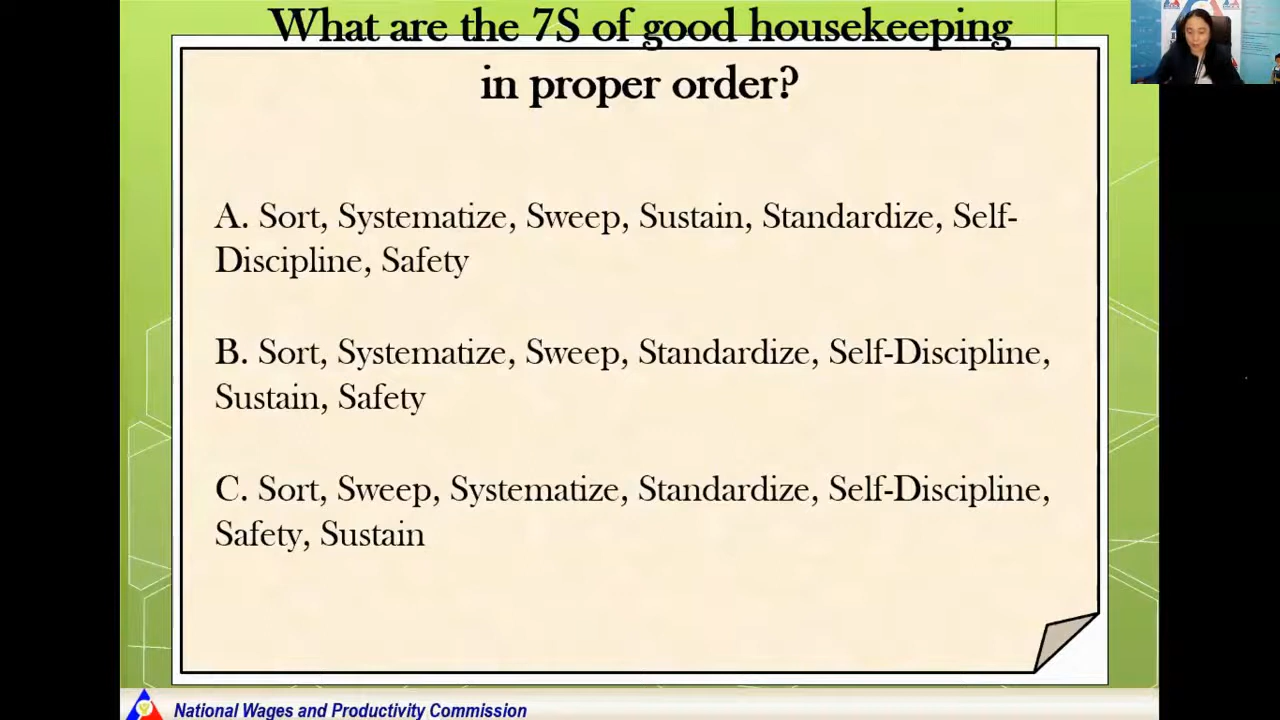 What are the 7S of good housekeeping
in proper order?
A. Sort, Systematize, Sweep, Sustain, Standardize, Self-
Discipline, Safety
B. Sort, Systematize, Sweep, Standardize, Self-Discipline,
Sustain, Safety
C. Sort, Sweep, Systematize, Standardize, Self-Discipline,
Safety, Sustain
National Wages and Productivity Commission